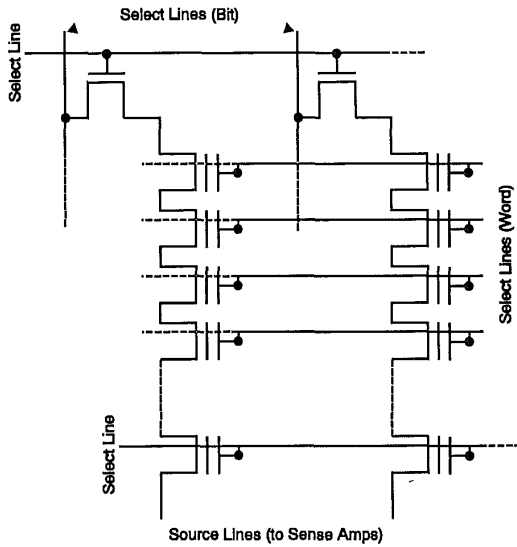 Select Lines (Bit)
Select Line
Select Lines (Word)
Select Line
Source Lines (to Sense Amps)